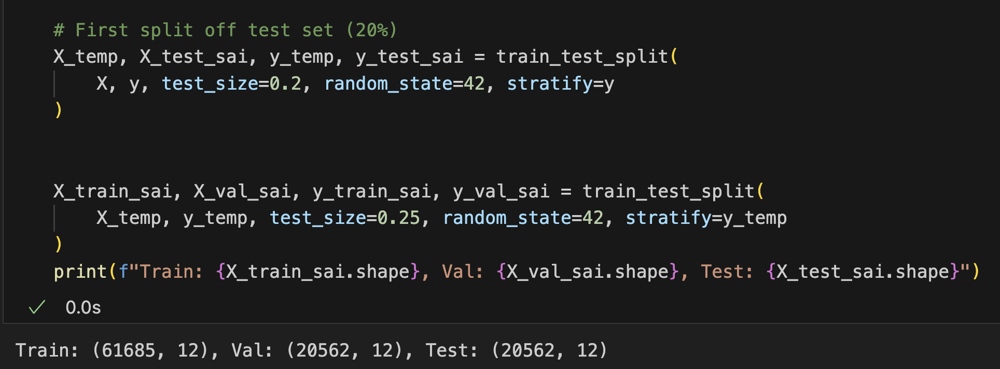 # First split off test set (20%)
X_temp, X_test_sai, y_temp, y_test_sai = train_test_split(
    X, y, test_size=0.2, random_state=42, stratify=y
)
X_train_sai, X_val_sai, y_train_sai, y_val_sai = train_test_split(
    X_temp, y_temp, test_size=0.25, random_state=42, stratify=y_temp
)
print(f"Train: {X_train_sai.shape}, Val: {X_val_sai.shape}, Test: {X_test_sai.shape}")
0.0s
Train: (61685, 12), Val: (20562, 12), Test: (20562, 12)